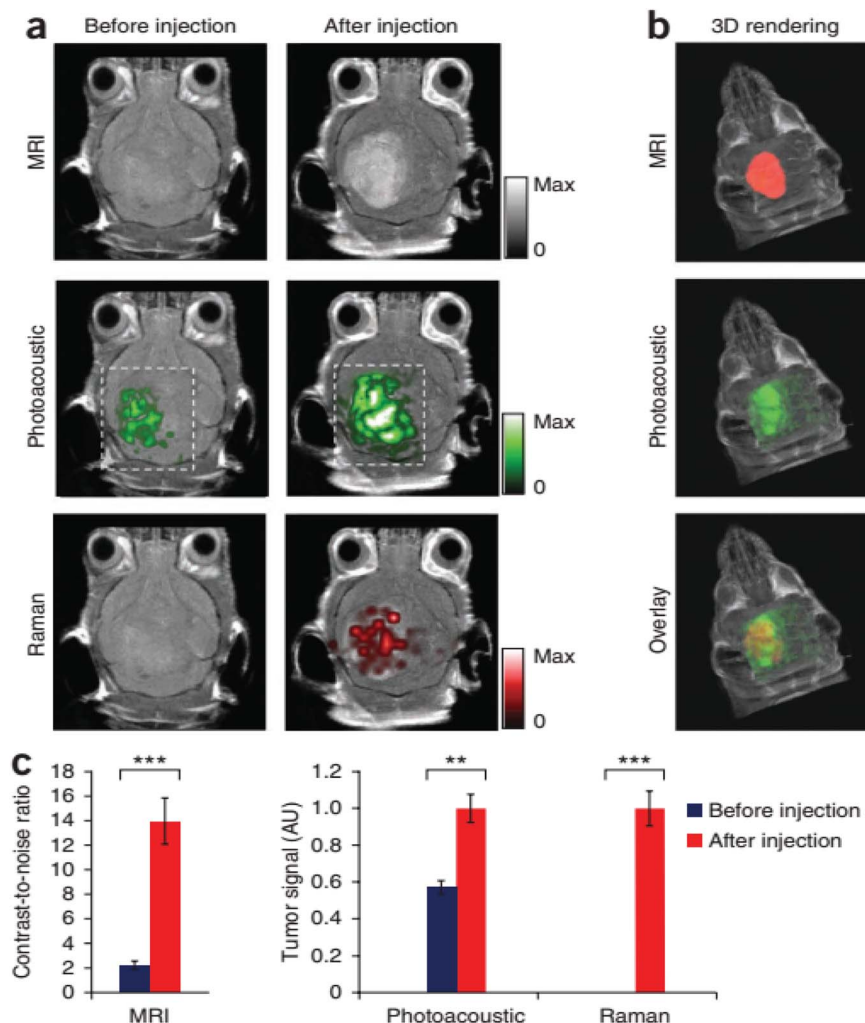 a Before injection After injection
b 3D rendering
MRI
Max
0
MRI
Photoacoustic
Max
0
Photoacoustic
Raman
Max
0
Overlay
c
Contrast-to-noise ratio
18
16
14
12
10
8
6
4
2
0
***
MRI
Tumor signal (AU)
1.2
1.0
0.8
0.6
0.4
0.2
0
** ***
Photoacoustic Raman
Before injection
After injection